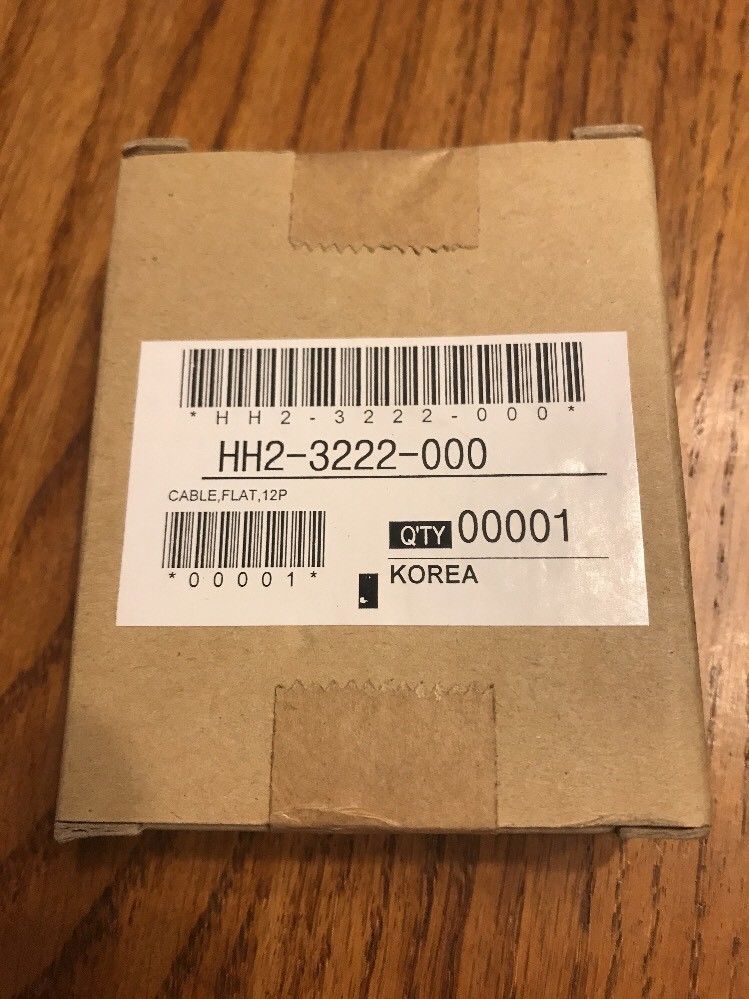 *HH2-3222-000*
HH2-3222-000
CABLE,FLAT,12P
*00001*
Q'TY 00001
KOREA